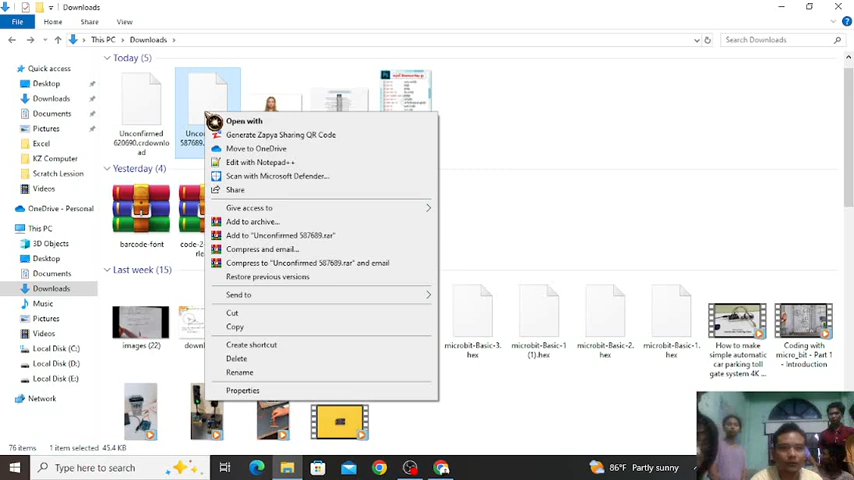 Downloads
File
Home
Share
View
This PC
Downloads
Search Downloads
Quick access
Desktop
Downloads
Documents
Pictures
Excel
KZ Computer
Scratch Lession
Videos
OneDrive - Personal
This PC
3D Objects
Desktop
Documents
Downloads
Music
Pictures
Videos
Local Disk (C:)
Local Disk (D:)
Local Disk (E:)
Network
Today (5)
Unconfirmed
620690.crdownload
Unco
587689.
Yesterday (4)
barcode-font
Last week (15)
images (22)
Open with
Generate Zapya Sharing QR Code
Move to OneDrive
Edit with Notepad++
Scan with Microsoft Defender...
Share
Give access to
Add to archive...
Add to "Unconfirmed 587689.rar"
Compress and email...
Compress to "Unconfirmed 587689.rar" and email
Restore previous versions
Send to
Cut
Copy
Create shortcut
Delete
Rename
Properties
microbit-Basic-3.
hex
microbit-Basic-1
(1).hex
microbit-Basic-2.
hex
microbit-Basic-1.
hex
How to make
simple automatic
car parking toll
gate system 4K ...
Coding with
micro_bit - Part 1
- Introduction
76 items
1 item selected
45.4 KB
Type here to search
86°F
Partly sunny